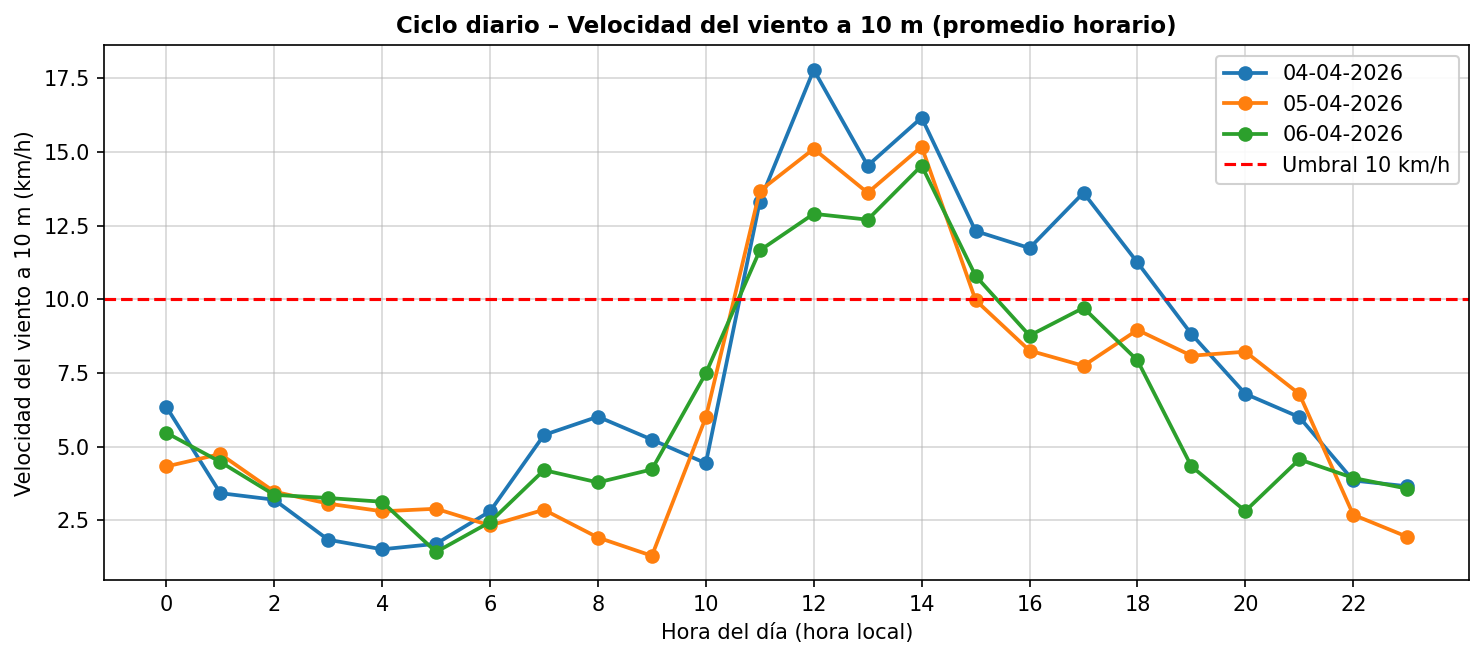 Ciclo diario – Velocidad del viento a 10 m (promedio horario)
Velocidad del viento a 10 m (km/h)
17.5
15.0
12.5
10.0
7.5
5.0
2.5
04-04-2026
05-04-2026
06-04-2026
Umbral 10 km/h
0 2 4 6 8 10 12 14 16 18 20 22
Hora del día (hora local)